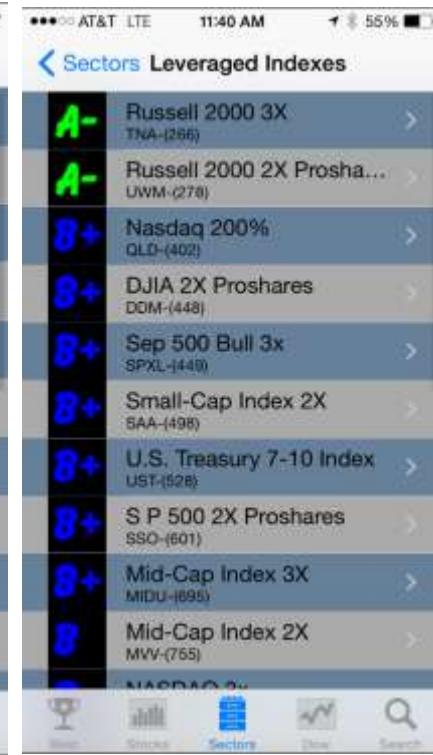 AT&T LTE 11:40 AM 55%
Sectors Leveraged Indexes
A- Russell 2000 3X
TNA-(266)
A- Russell 2000 2X Prosha...
UWM-(278)
B+ Nasdaq 200%
QLD-(402)
B+ DJIA 2X Proshares
DDM-(448)
B+ Sep 500 Bull 3x
SPXL-(449)
B+ Small-Cap Index 2X
SAA-(498)
B+ U.S. Treasury 7-10 Index
UST-(528)
B+ S P 500 2X Proshares
SSO-(601)
B+ Mid-Cap Index 3X
MIDU-(695)
B Mid-Cap Index 2X
MVV-(755)
Stocks Sectors Search